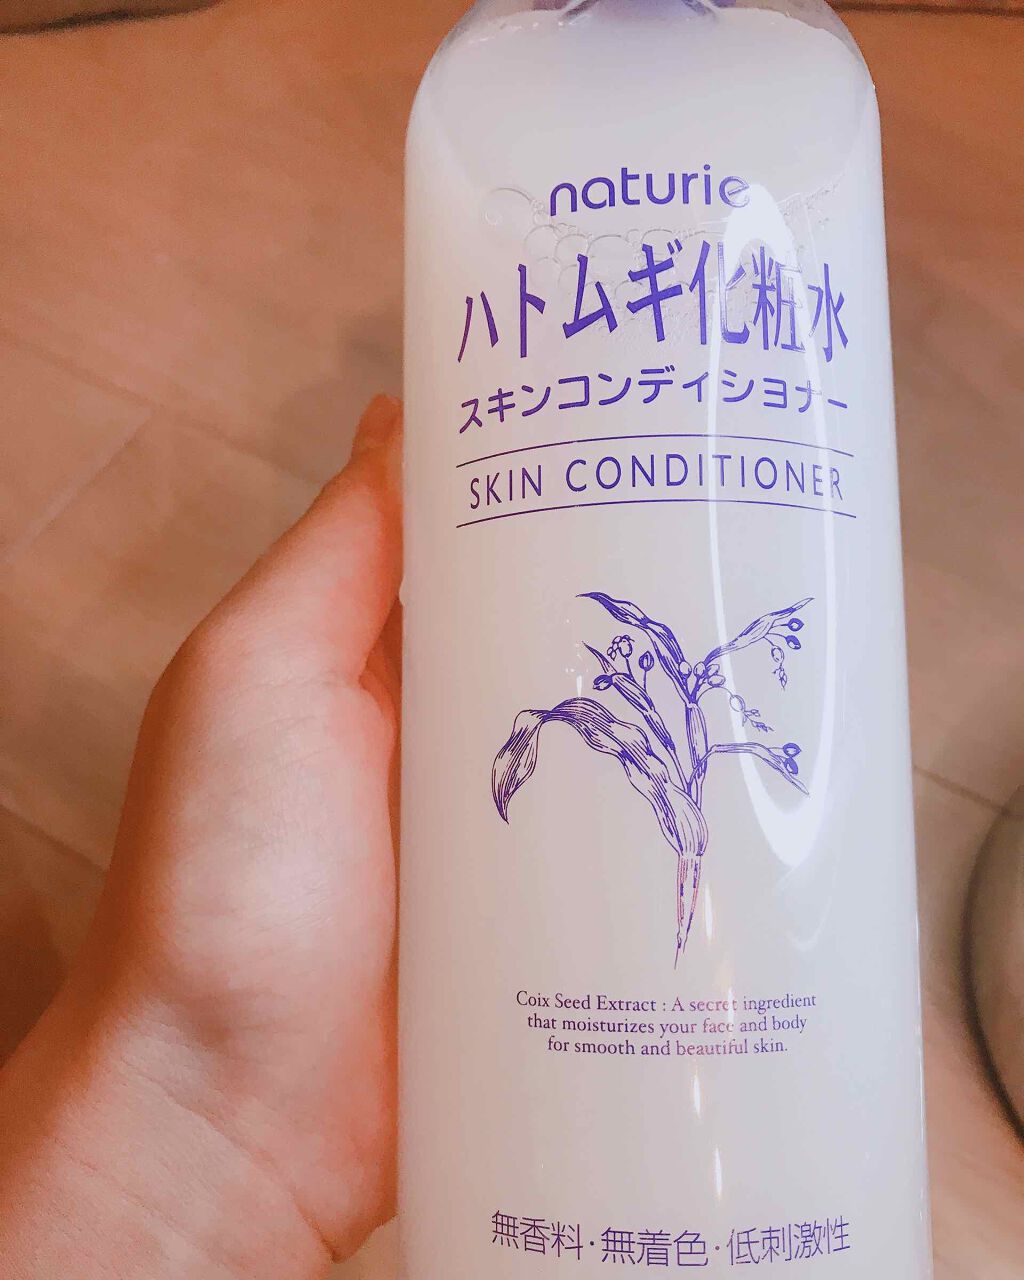 naturie
ハトムギ化粧水
スキンコンディショナー
SKIN CONDITIONER
Coix Seed Extract : A secret ingredient
that moisturizes your face and body
for smooth and beautiful skin.
無香料・無着色・低刺激性